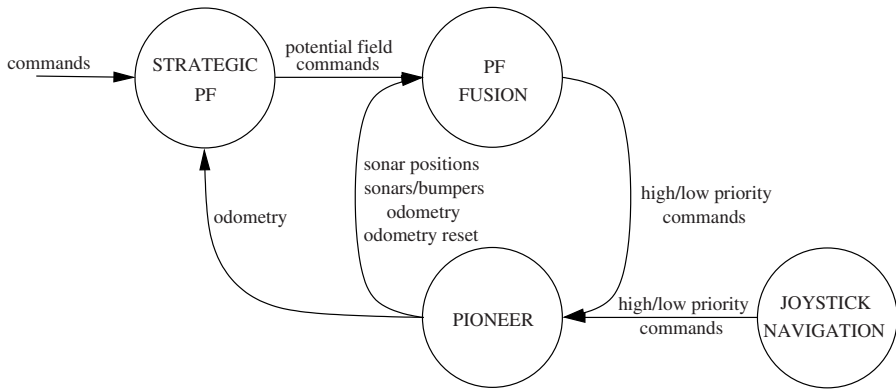 commands
STRATEGIC
PF
potential field
commands
PF
FUSION
sonar positions
sonars/bumpers
odometry
odometry reset
odometry
high/low priority
commands
PIONEER
high/low priority
commands
JOYSTICK
NAVIGATION